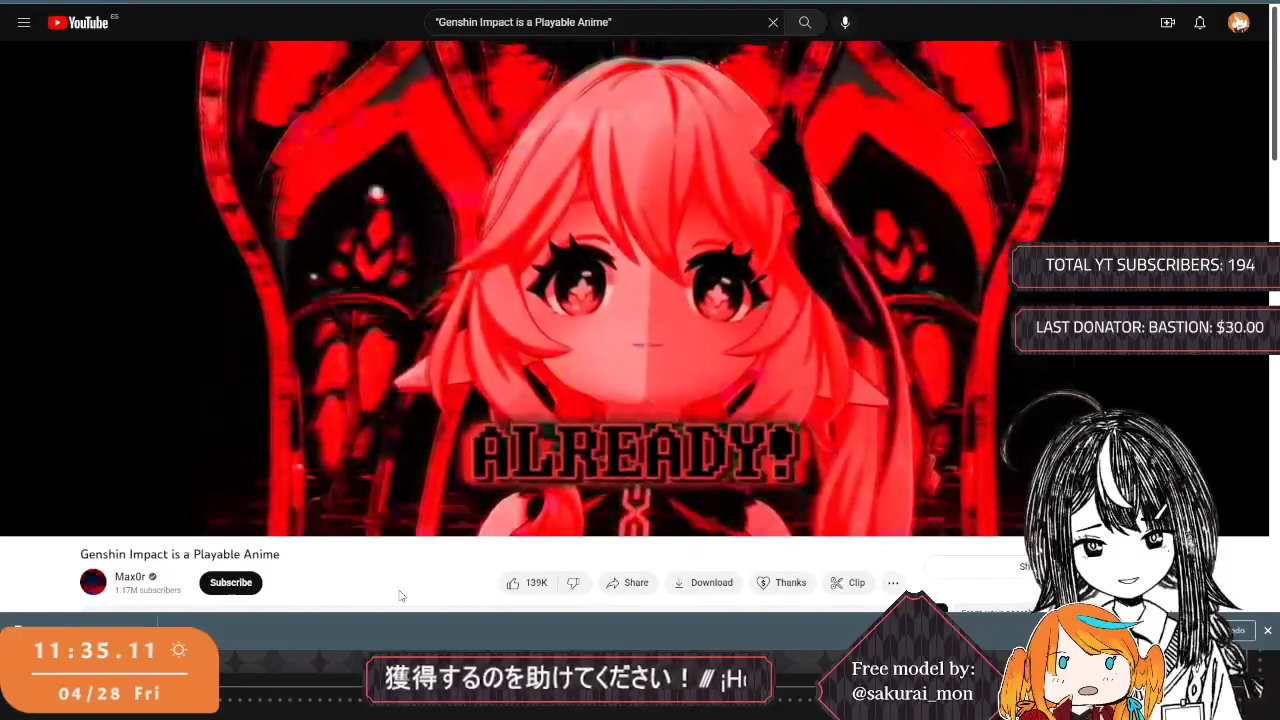 YouTube ES
"Genshin Impact is a Playable Anime"
TOTAL YT SUBSCRIBERS: 194
LAST DONATOR: BASTION: $30.00
ALREADY!
Genshin Impact is a Playable Anime
Max0r
1.17M subscribers
Subscribe
139K
Share
Download
Thanks
Clip
...
11:35.11
04/28 Fri
獲得するのを助けてください！ /// ¡H
Free model by:
@sakurai_mon